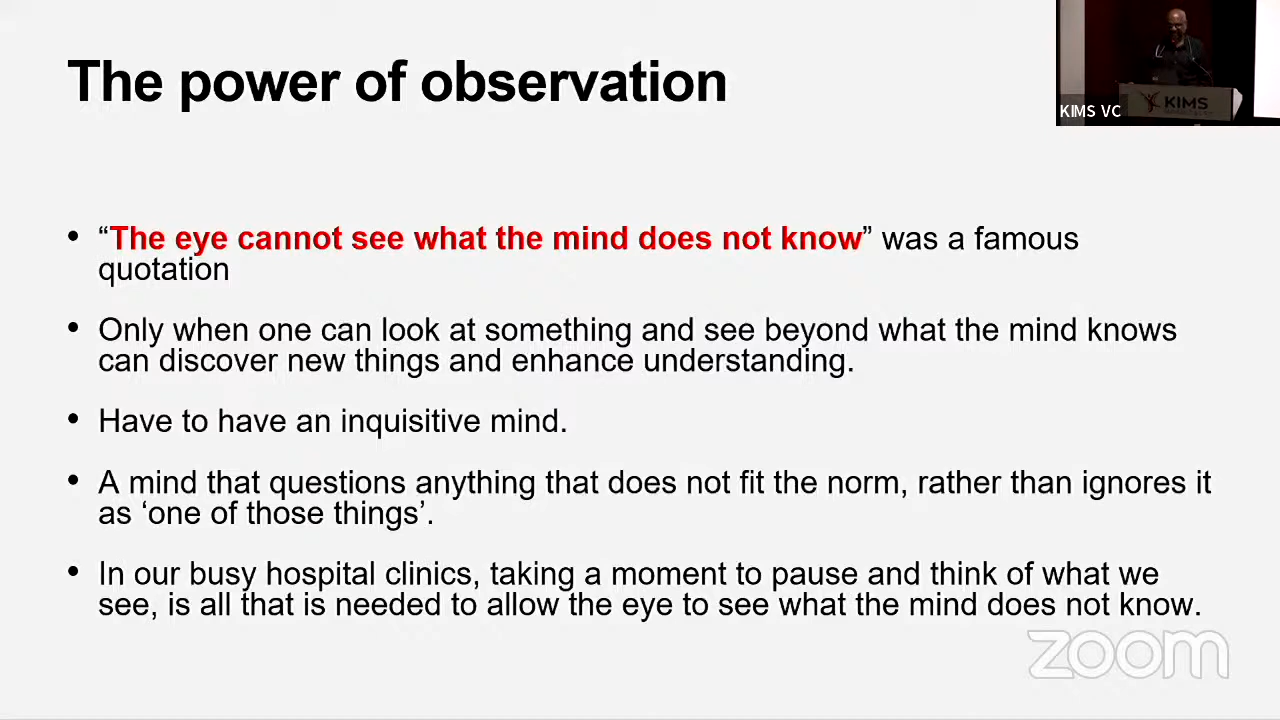 The power of observation
KIMS
KIMS VC
• “The eye cannot see what the mind does not know” was a famous
quotation
• Only when one can look at something and see beyond what the mind knows
can discover new things and enhance understanding.
• Have to have an inquisitive mind.
• A mind that questions anything that does not fit the norm, rather than ignores it
as ‘one of those things’.
• In our busy hospital clinics, taking a moment to pause and think of what we
see, is all that is needed to allow the eye to see what the mind does not know.
zoom